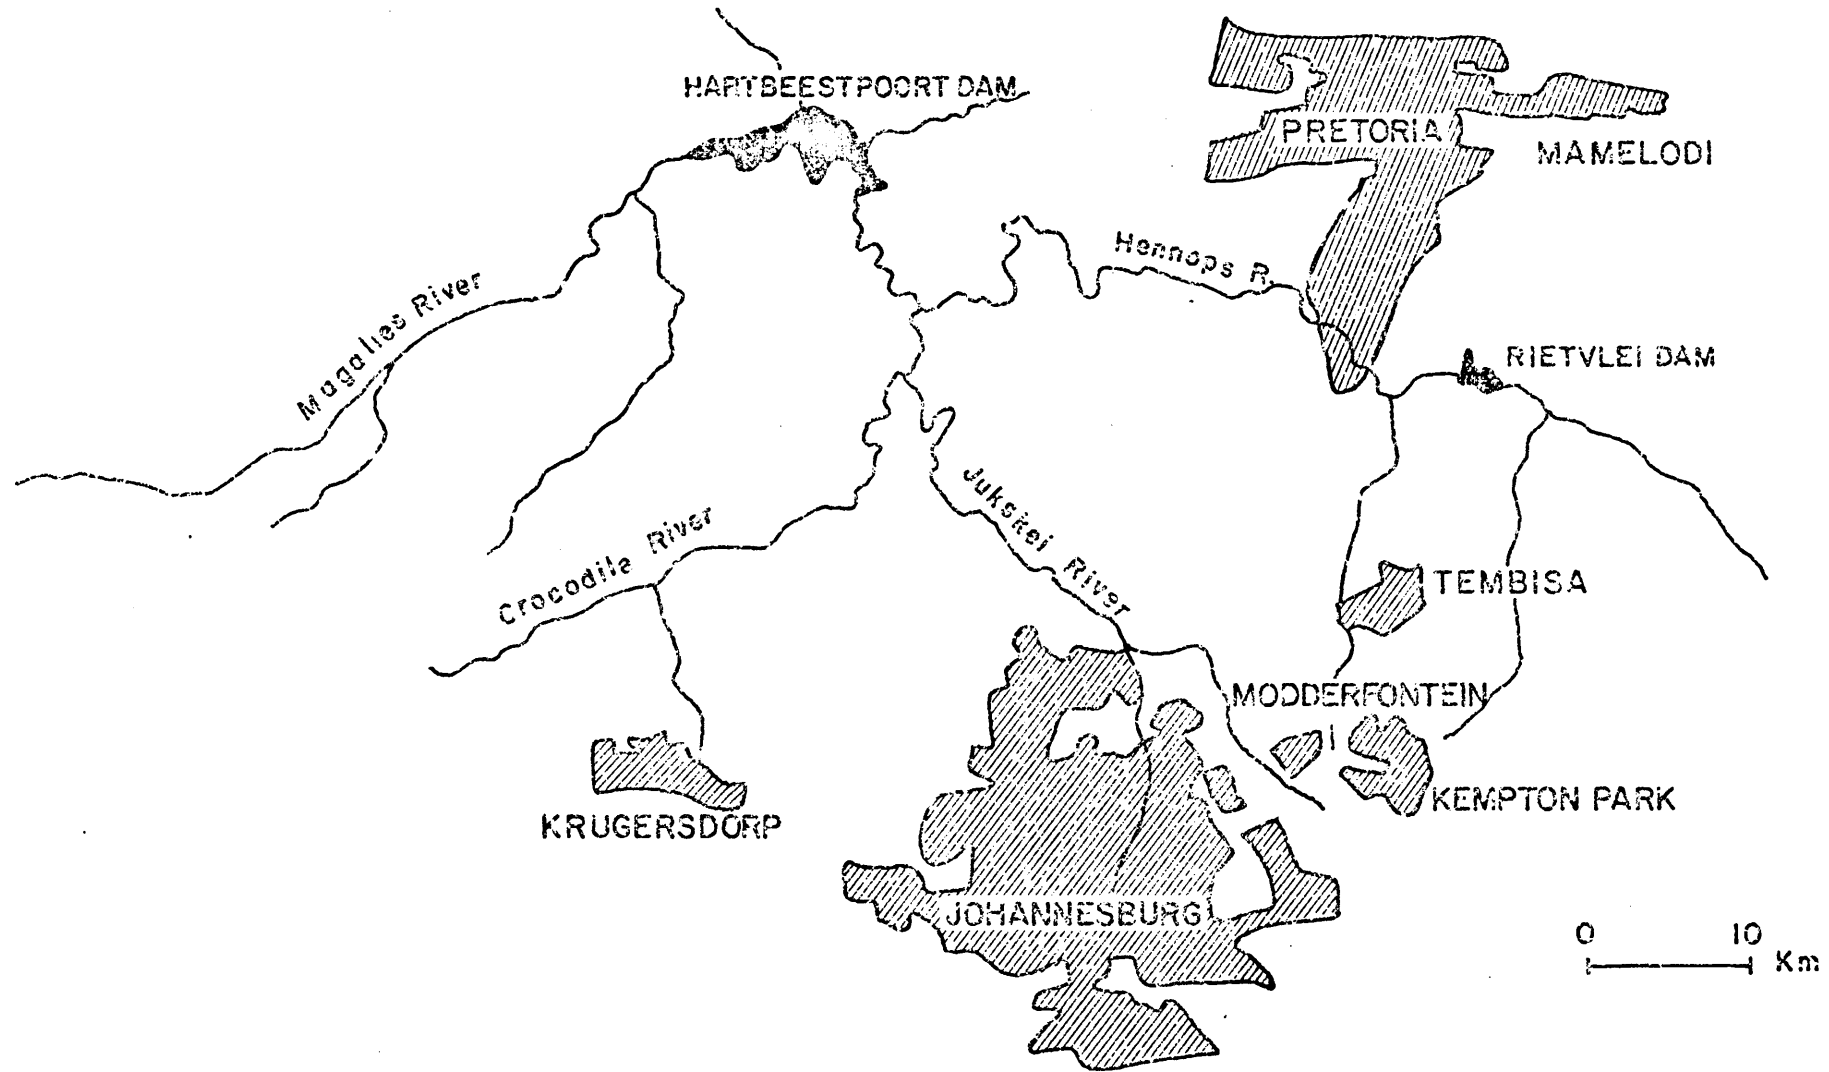 HARTBEESTPOORT DAM
PRETORIA
MAMELODI
Hennops R.
Magalies River
RIETVLEI DAM
Jukskei River
Crocodile River
TEMBISA
MODDERFONTEIN
KEMPTON PARK
KRUGERSDORP
JOHANNESBURG
0 10
Km